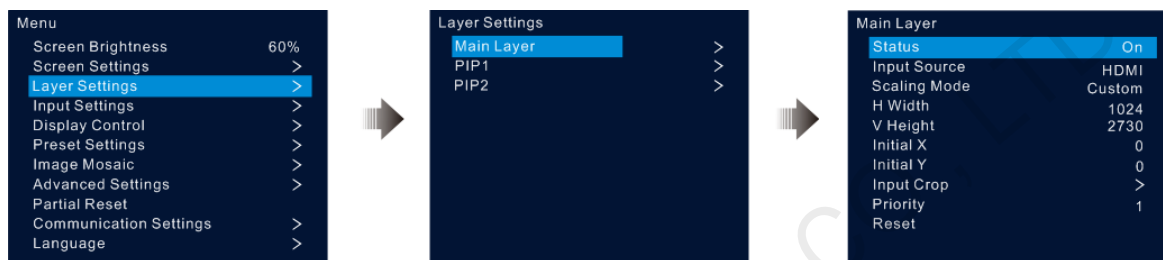 Menu
Screen Brightness 60%
Screen Settings >
Layer Settings >
Input Settings >
Display Control >
Preset Settings >
Image Mosaic >
Advanced Settings >
Partial Reset
Communication Settings >
Language >
Layer Settings
Main Layer >
PIP1 >
PIP2 >
Main Layer
Status On
Input Source HDMI
Scaling Mode Custom
H Width 1024
V Height 2730
Initial X 0
Initial Y 0
Input Crop >
Priority 1
Reset